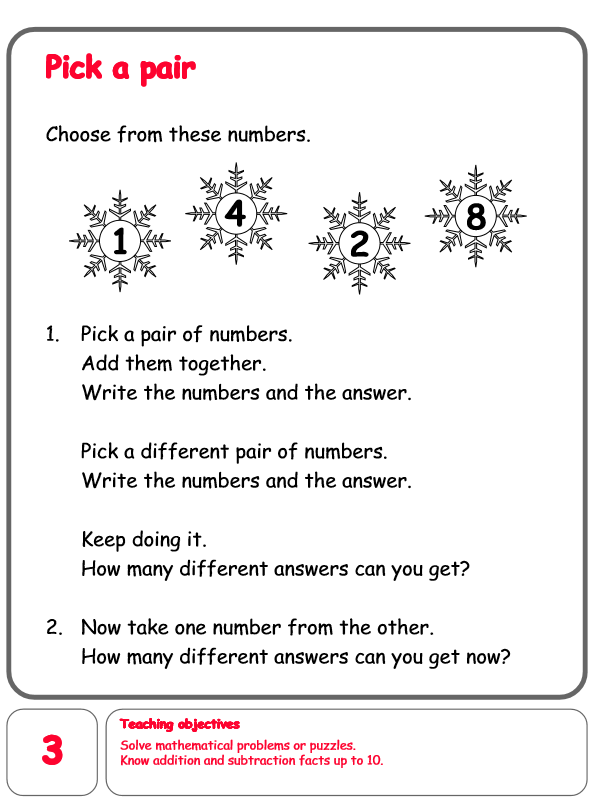 Pick a pair
Choose from these numbers.
1 4 2 8
1. Pick a pair of numbers.
Add them together.
Write the numbers and the answer.
Pick a different pair of numbers.
Write the numbers and the answer.
Keep doing it.
How many different answers can you get?
2. Now take one number from the other.
How many different answers can you get now?
3
Teaching objectives
Solve mathematical problems or puzzles.
Know addition and subtraction facts up to 10.